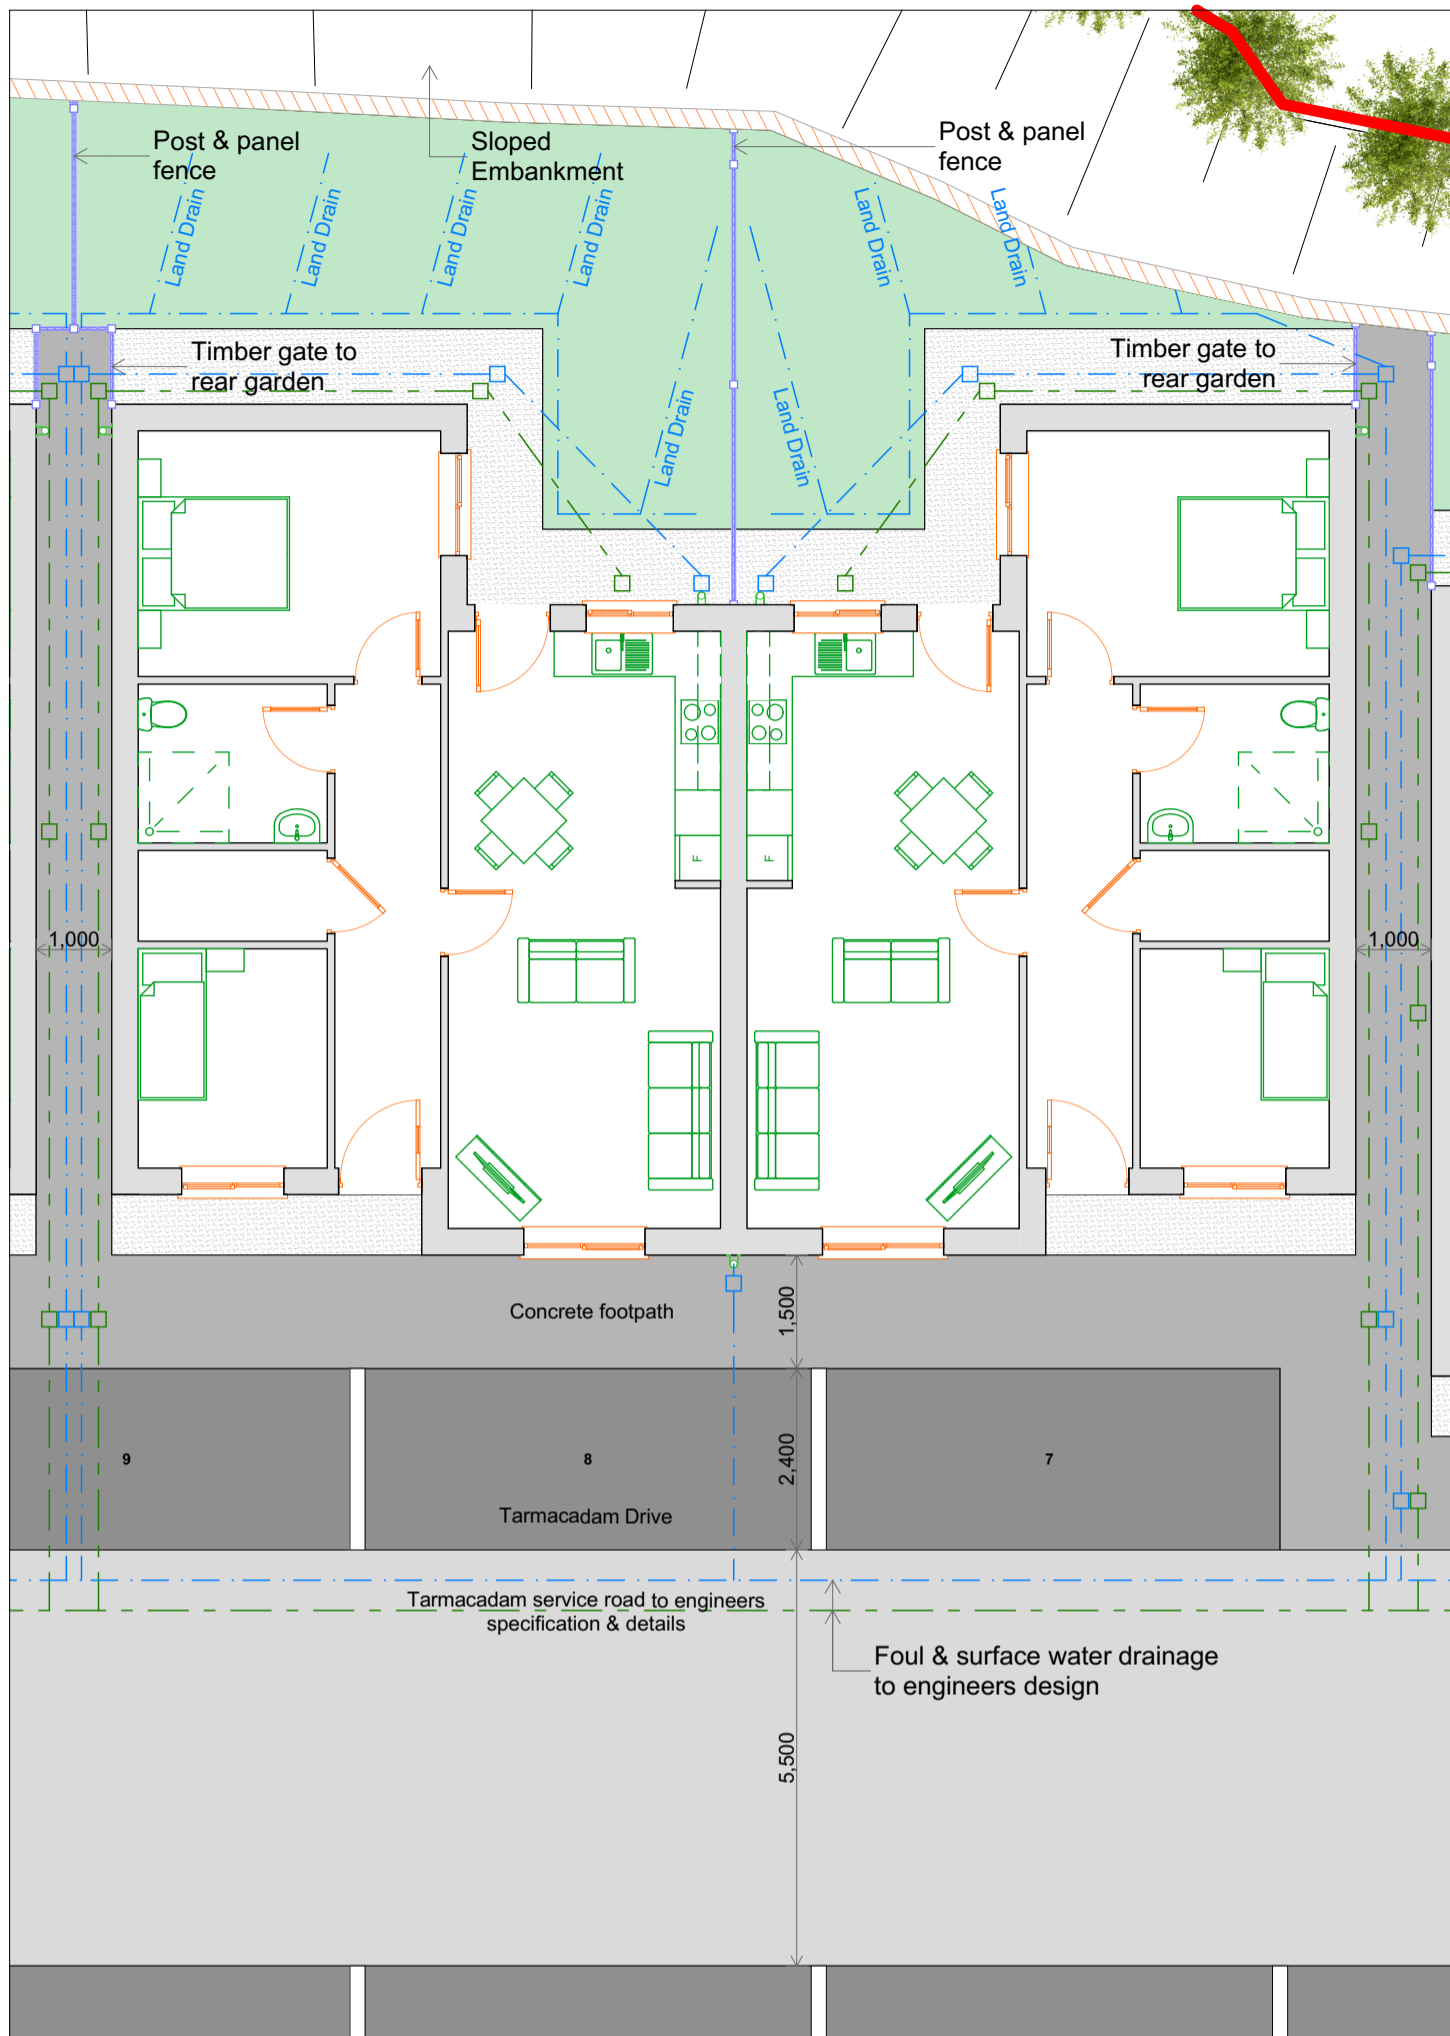 Post & panel
fence
Sloped
Embankment
Post & panel
fence
Land Drain
Land Drain
Land Drain
Land Drain
Land Drain
Land Drain
Timber gate to
rear garden
Timber gate to
rear garden
Land Drain
Land Drain
F
F
1,000
1,000
Concrete footpath
1,500
9
8
7
2,400
Tarmacadam Drive
Tarmacadam service road to engineers
specification & details
Foul & surface water drainage
to engineers design
5,500